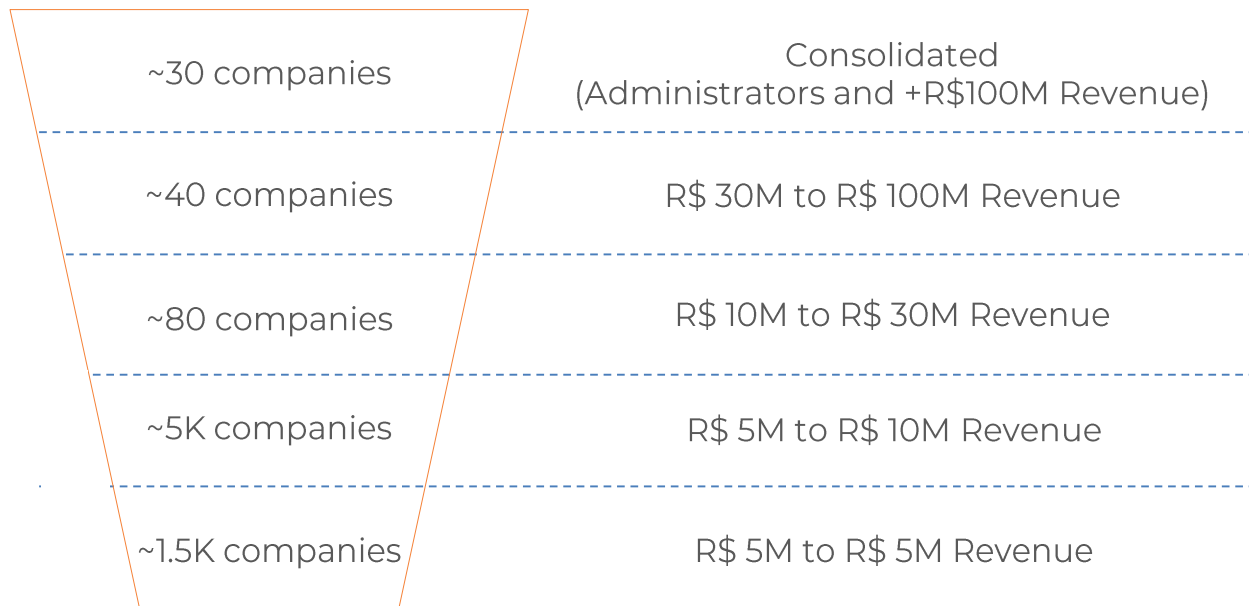 ~30 companies
Consolidated
(Administrators and +R$100M Revenue)
~40 companies
R$ 30M to R$ 100M Revenue
~80 companies
R$ 10M to R$ 30M Revenue
~5K companies
R$ 5M to R$ 10M Revenue
~1.5K companies
R$ 5M to R$ 5M Revenue